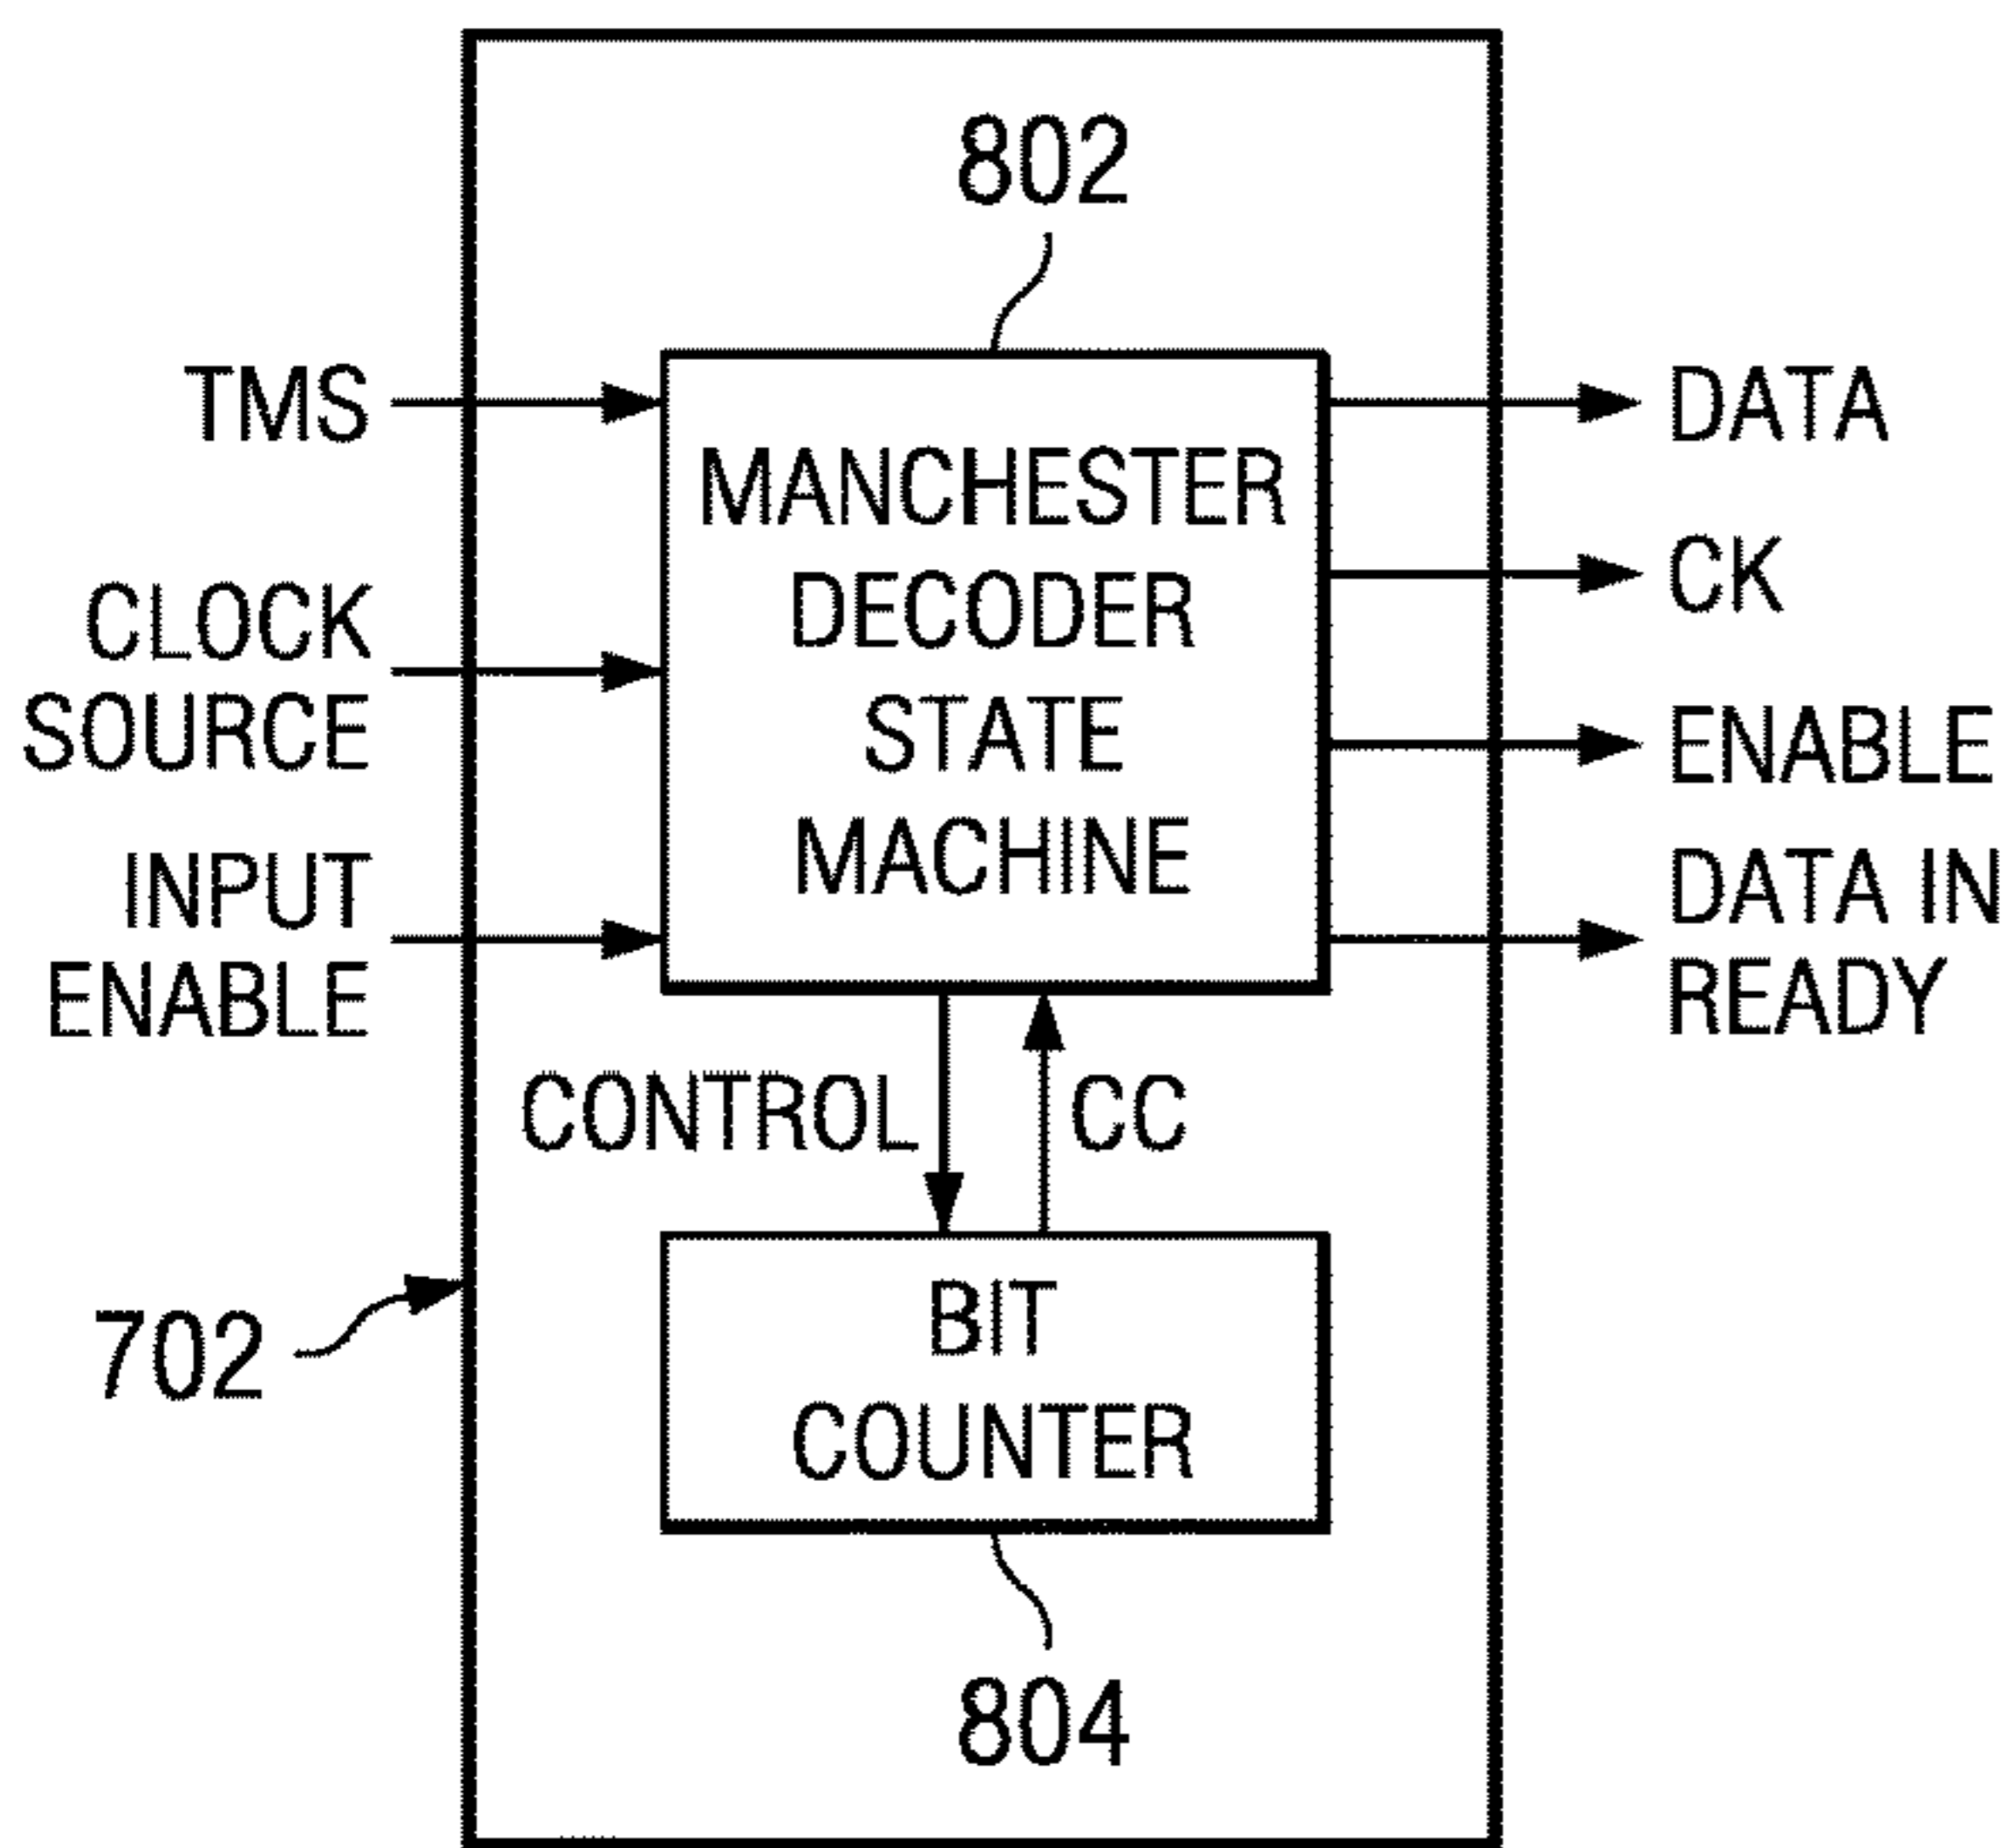 802
TMS
CLOCK
SOURCE
INPUT
ENABLE
MANCHESTER
DECODER
STATE
MACHINE
DATA
CK
ENABLE
DATA IN
READY
CONTROL
CC
BIT
COUNTER
702
804